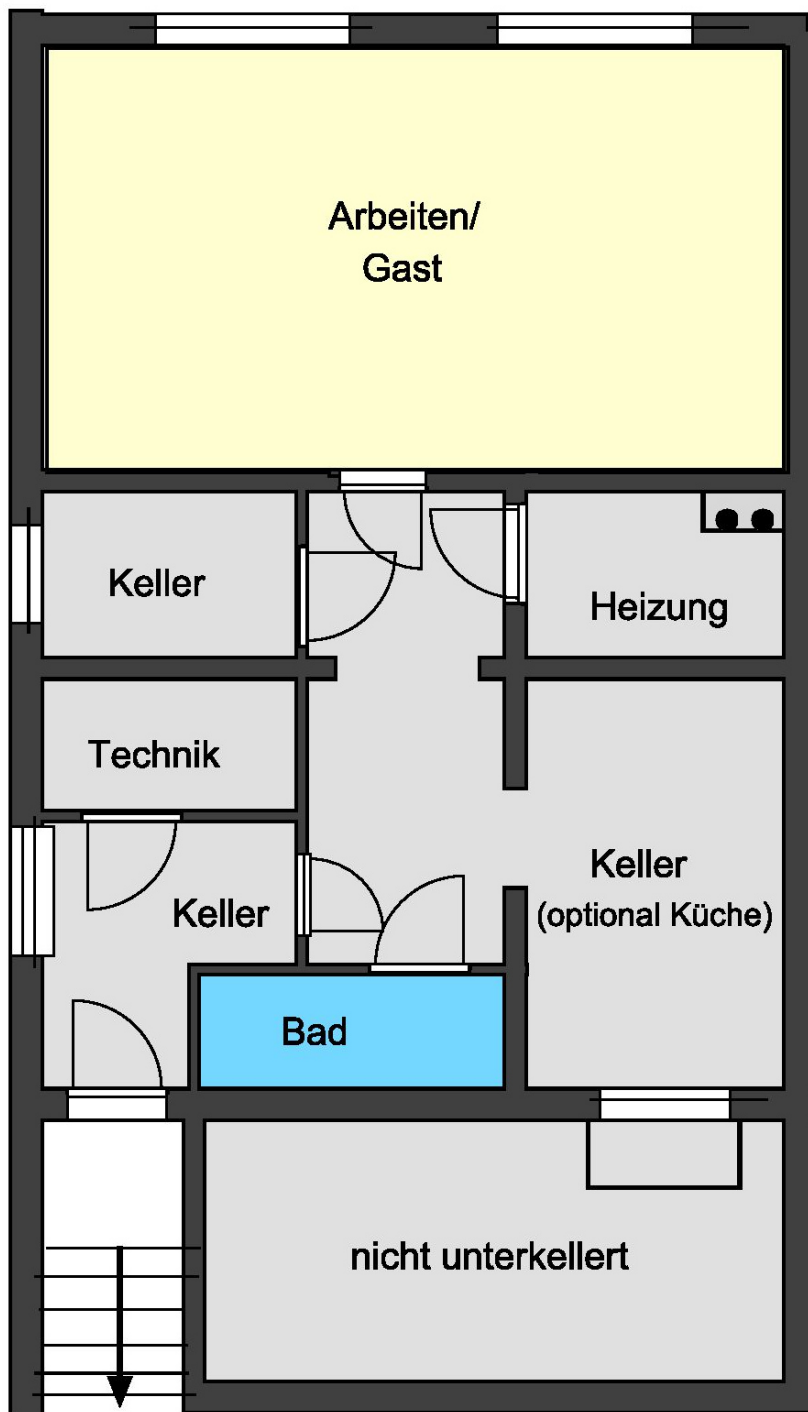 Arbeiten/
Gast
Keller
Heizung
Technik
Keller
Keller
(optional Küche)
Bad
nicht unterkellert